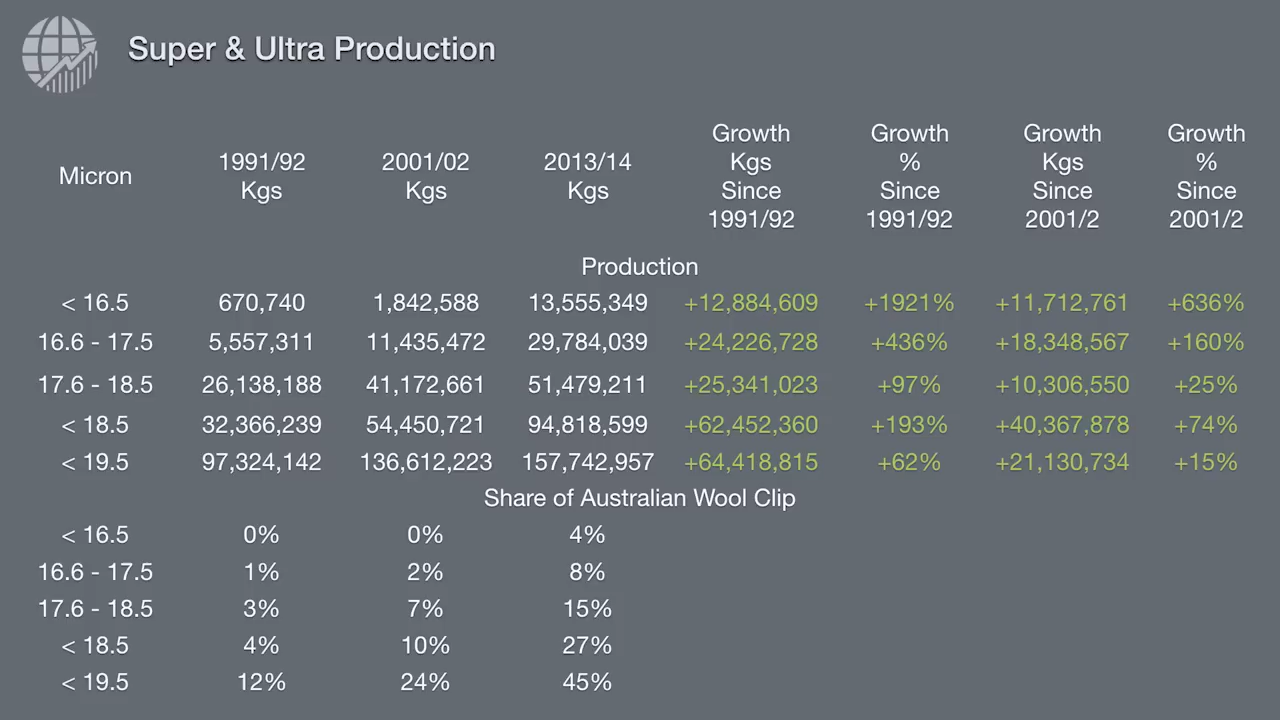 Super & Ultra Production
Micron
1991/92
Kgs
2001/02
Kgs
2013/14
Kgs
Growth
Kgs
Since
1991/92
Growth
%
Since
1991/92
Growth
Kgs
Since
2001/2
Growth
%
Since
2001/2
Production
< 16.5 670,740 1,842,588 13,555,349 +12,884,609 +1921% +11,712,761 +636%
16.6 - 17.5 5,557,311 11,435,472 29,784,039 +24,226,728 +436% +18,348,567 +160%
17.6 - 18.5 26,138,188 41,172,661 51,479,211 +25,341,023 +97% +10,306,550 +25%
< 18.5 32,366,239 54,450,721 94,818,599 +62,452,360 +193% +40,367,878 +74%
< 19.5 97,324,142 136,612,223 157,742,957 +64,418,815 +62% +21,130,734 +15%
Share of Australian Wool Clip
< 16.5 0% 0% 4%
16.6 - 17.5 1% 2% 8%
17.6 - 18.5 3% 7% 15%
< 18.5 4% 10% 27%
< 19.5 12% 24% 45%